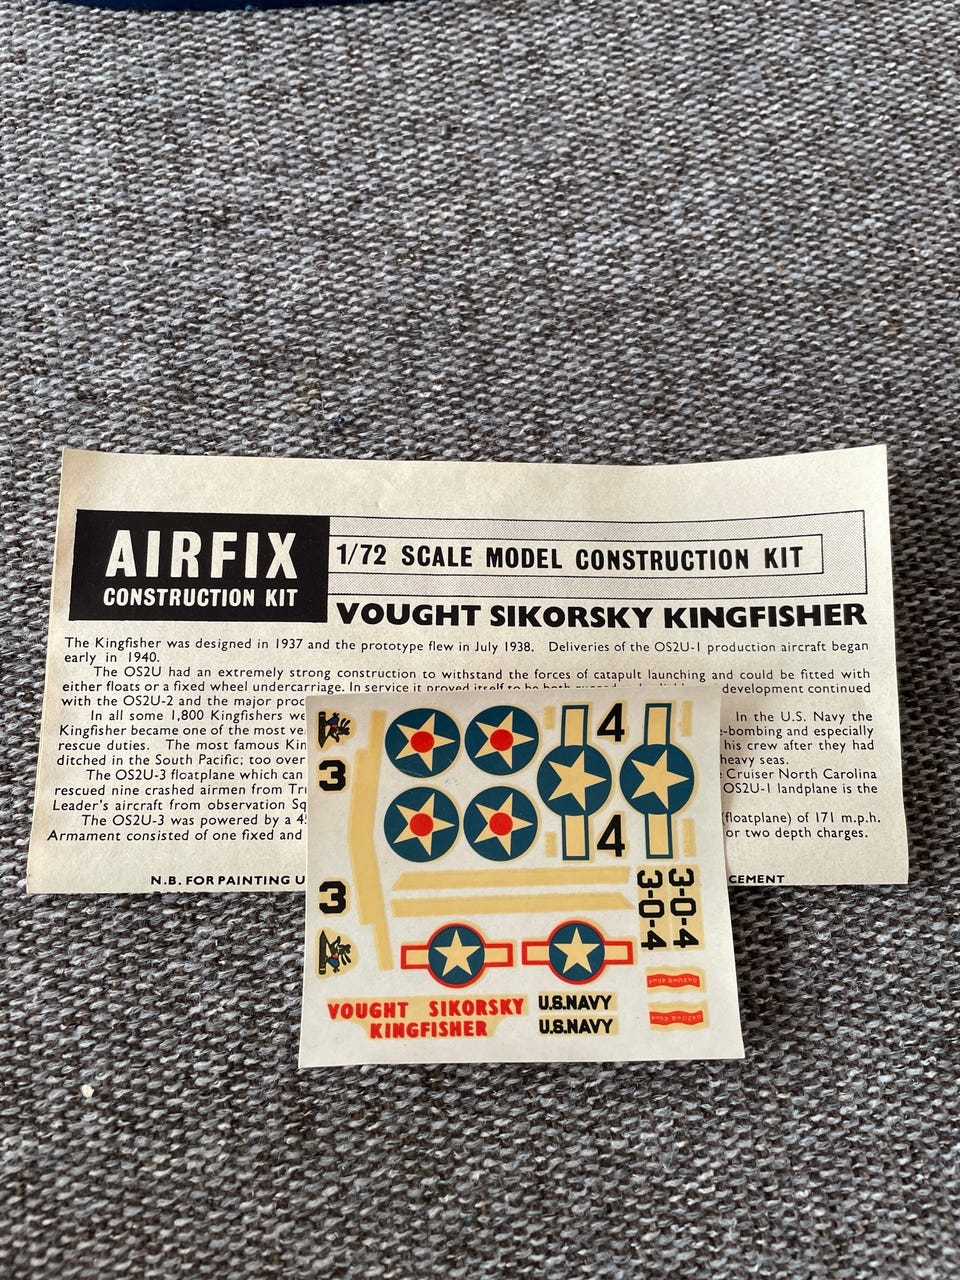 AIRFIX
CONSTRUCTION KIT
1/72 SCALE MODEL CONSTRUCTION KIT
VOUGHT SIKORSKY KINGFISHER
The Kingfisher was designed in 1937 and the prototype flew in July 1938. Deliveries of the OS2U-1 production aircraft began
early in 1940.
The OS2U had an extremely strong construction to withstand the forces of catapult launching and could be fitted with
either floats or a fixed wheel undercarriage. In service it proved itself to be both development continued
with the OS2U-2 and the major
In all some 1,800 Kingfishers In the U.S. Navy the
Kingfisher became one of the most -bombing and especially
rescue duties. The most famous his crew after they had
ditched in the South Pacific; too heavy seas.
The OS2U-3 floatplane which can Cruiser North Carolina
rescued nine crashed airmen from OS2U-1 landplane is the
Leader's aircraft from observation
The OS2U-3 was powered by a (floatplane) of 171 m.p.h.
Armament consisted of one fixed and or two depth charges.
N.B. FOR PAINTING
4
3
4
3
3-0-4
3-0-4
VOUGHT SIKORSKY
KINGFISHER
U.S.NAVY
U.S.NAVY